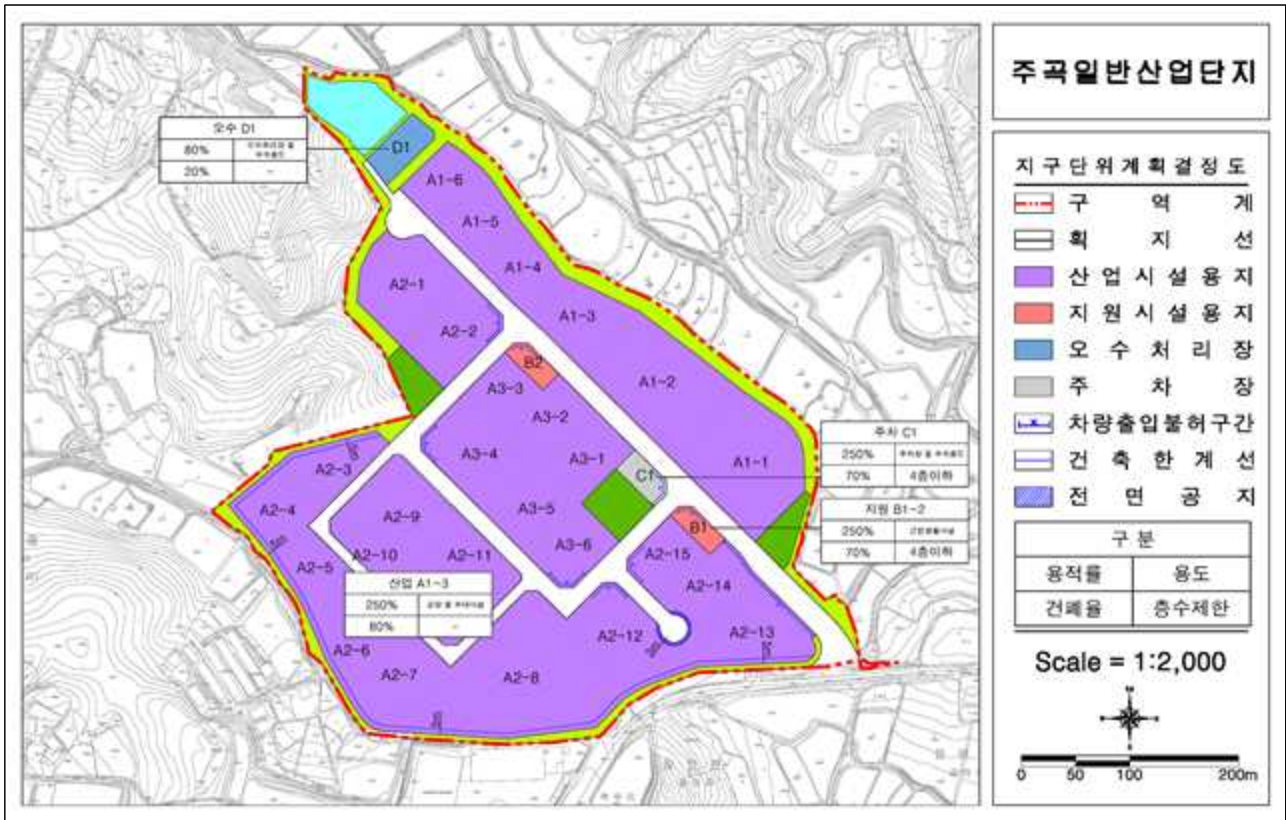 주곡일반산업단지
지구단위계획결정도
구 역 계
획 지 선
산업시설용지
지원시설용지
오수처리장
주 차 장
차량출입불허구간
건축한계선
전면공지
구 분
용적률 용도
건폐율 층수제한
Scale = 1:2,000
0 50 100 200m
오수 D1
80%
20% -
D1
A1-6
A1-5
A1-4
A1-3
A1-2
A1-1
A2-1
A2-2
B2
A3-3
A3-2
A3-4
A3-1
C1
A3-5
A3-6
주차 C1
250%
70% 4층이하
지원 B1-2
250%
70% 4층이하
B1
A2-3
A2-4
A2-9
A2-5
A2-10
A2-11
A2-15
A2-14
산업 A1-3
250%
80% -
A2-12
A2-13
A2-6
A2-7
A2-8